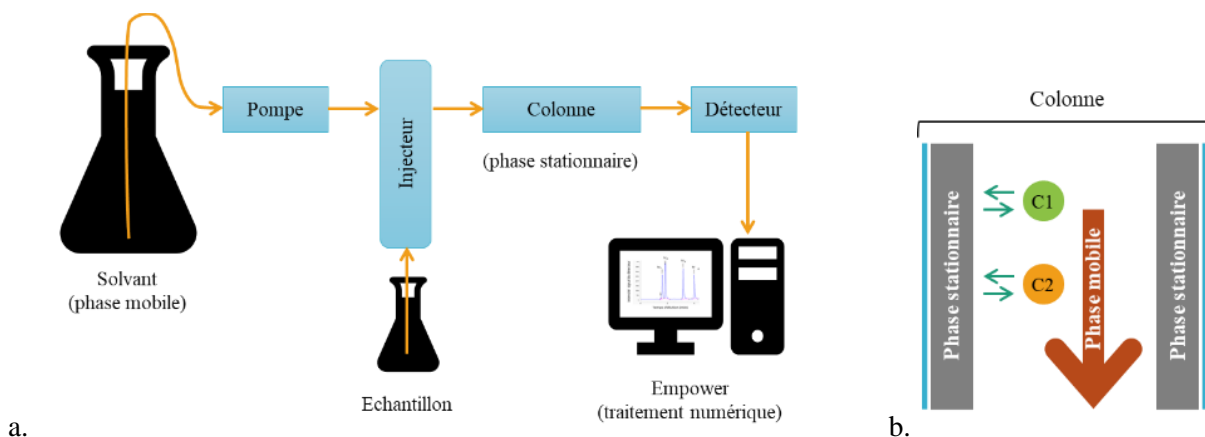 Pompe
Injecteur
Colonne
(phase stationnaire)
Détecteur
Solvant
(phase mobile)
Echantillon
Empower
(traitement numérique)
a.
Colonne
Phase stationnaire
C1
C2
Phase mobile
Phase stationnaire
b.